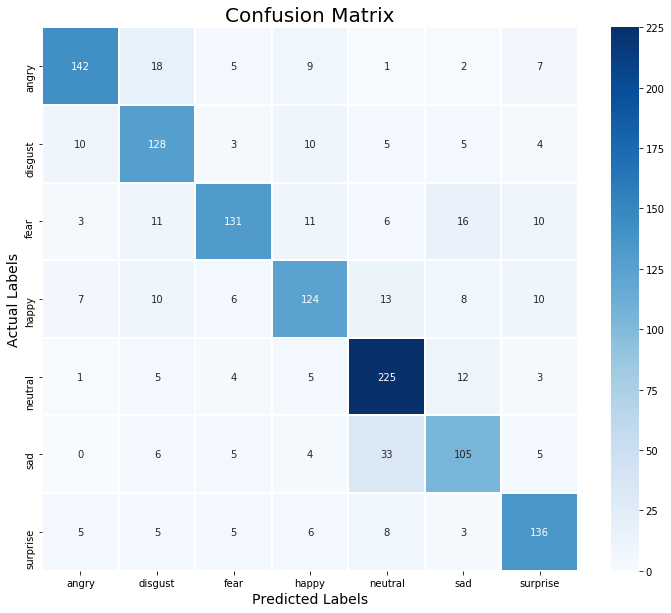 Confusion Matrix
Actual Labels
angry 142 18 5 9 1 2 7
disgust 10 128 3 10 5 5 4
fear 3 11 131 11 6 16 10
happy 7 10 6 124 13 8 10
neutral 1 5 4 5 225 12 3
sad 0 6 5 4 33 105 5
surprise 5 5 5 6 8 3 136
angry disgust fear happy neutral sad surprise
Predicted Labels
225
200
175
150
125
100
75
50
25
0